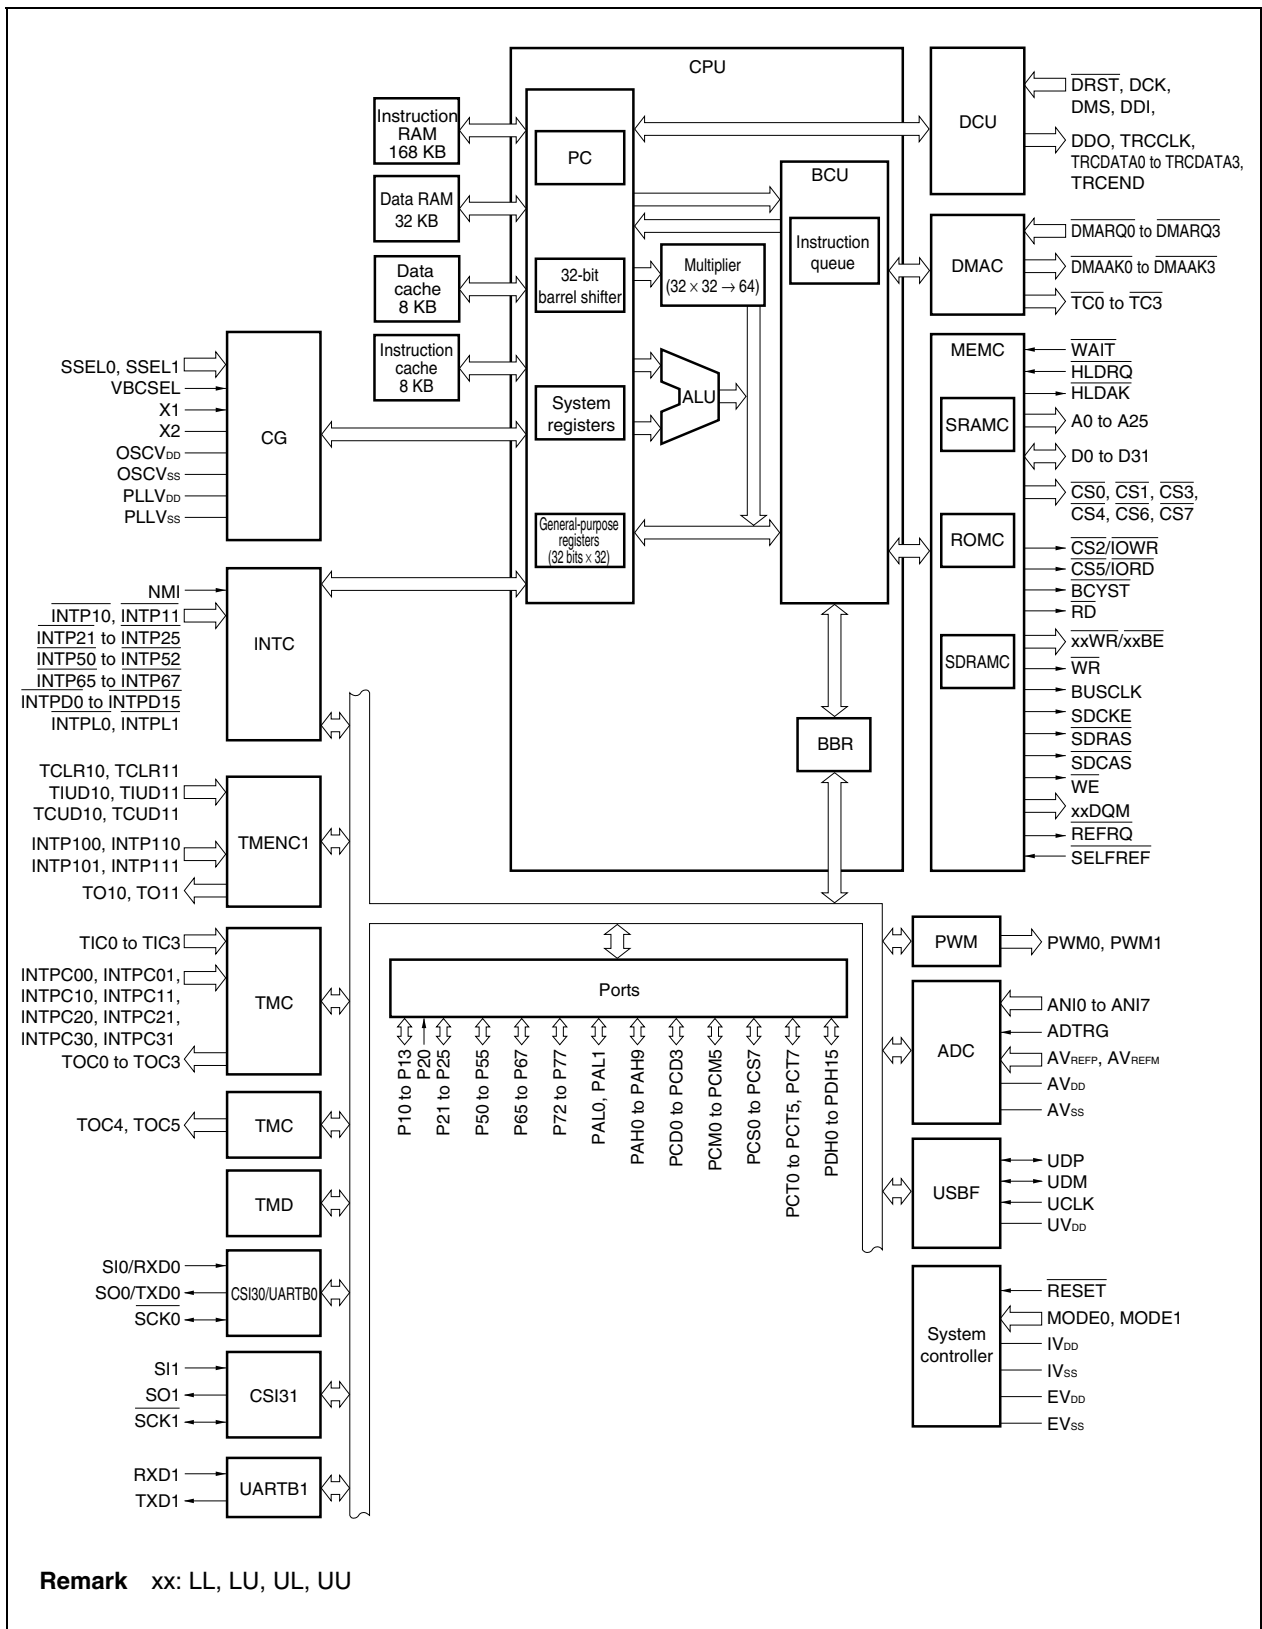 CPU
Instruction
RAM
168 KB
Data RAM
32 KB
Data
cache
8 KB
Instruction
cache
8 KB
PC
32-bit
barrel shifter
System
registers
General-purpose
registers
(32 bits × 32)
Multiplier
(32 × 32 → 64)
ALU
BCU
Instruction
queue
BBR
DCU
DRST, DCK,
DMS, DDI,
DDO, TRCCLK,
TRCDATA0 to TRCDATA3,
TRCEND
DMAC
DMARQ0 to DMARQ3
DMAAK0 to DMAAK3
TC0 to TC3
MEMC
SRAMC
ROMC
SDRAMC
WAIT
HLDRQ
HLDAK
A0 to A25
D0 to D31
CS0, CS1, CS3,
CS4, CS6, CS7
CS2/IOWR
CS5/IORD
BCYST
RD
xxWR/xxBE
WR
BUSCLK
SDCKE
SDRAS
SDCAS
WE
xxDQM
REFRQ
SELFREF
SSEL0, SSEL1
VBCSEL
X1
X2
OSCVDD
OSCVSS
PLLVDD
PLLVSS
CG
NMI
INTP10, INTP11
INTP21 to INTP25
INTP50 to INTP52
INTP65 to INTP67
INTPD0 to INTPD15
INTPL0, INTPL1
INTC
TCLR10, TCLR11
TIUD10, TIUD11
TCUD10, TCUD11
INTP100, INTP110
INTP101, INTP111
TO10, TO11
TMENC1
TIC0 to TIC3
INTPC00, INTPC01,
INTPC10, INTPC11,
INTPC20, INTPC21,
INTPC30, INTPC31
TOC0 to TOC3
TMC
TOC4, TOC5
TMC
TMD
SI0/RXD0
SO0/TXD0
SCK0
CSI30/UARTB0
SI1
SO1
SCK1
CSI31
RXD1
TXD1
UARTB1
Ports
P10 to P13
P20
P21 to P25
P50 to P55
P65 to P67
P72 to P77
PAL0, PAL1
PAH0 to PAH9
PCD0 to PCD3
PCM0 to PCM5
PCS0 to PCS7
PCT0 to PCT5, PCT7
PDH0 to PDH15
PWM
PWM0, PWM1
ADC
ANI0 to ANI7
ADTRG
AVREFP, AVREFM
AVDD
AVSS
USBF
UDP
UDM
UCLK
UVDD
System
controller
RESET
MODE0, MODE1
IVDD
IVSS
EVDD
EVSS
Remark xx: LL, LU, UL, UU